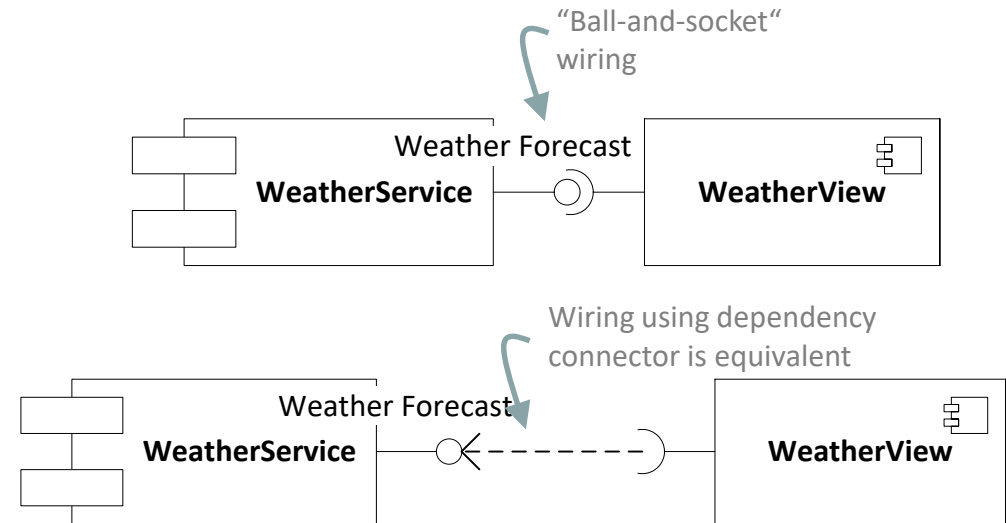 “Ball-and-socket“
wiring
Weather Forecast
WeatherService
WeatherView
Wiring using dependency
connector is equivalent
Weather Forecast
WeatherService
WeatherView